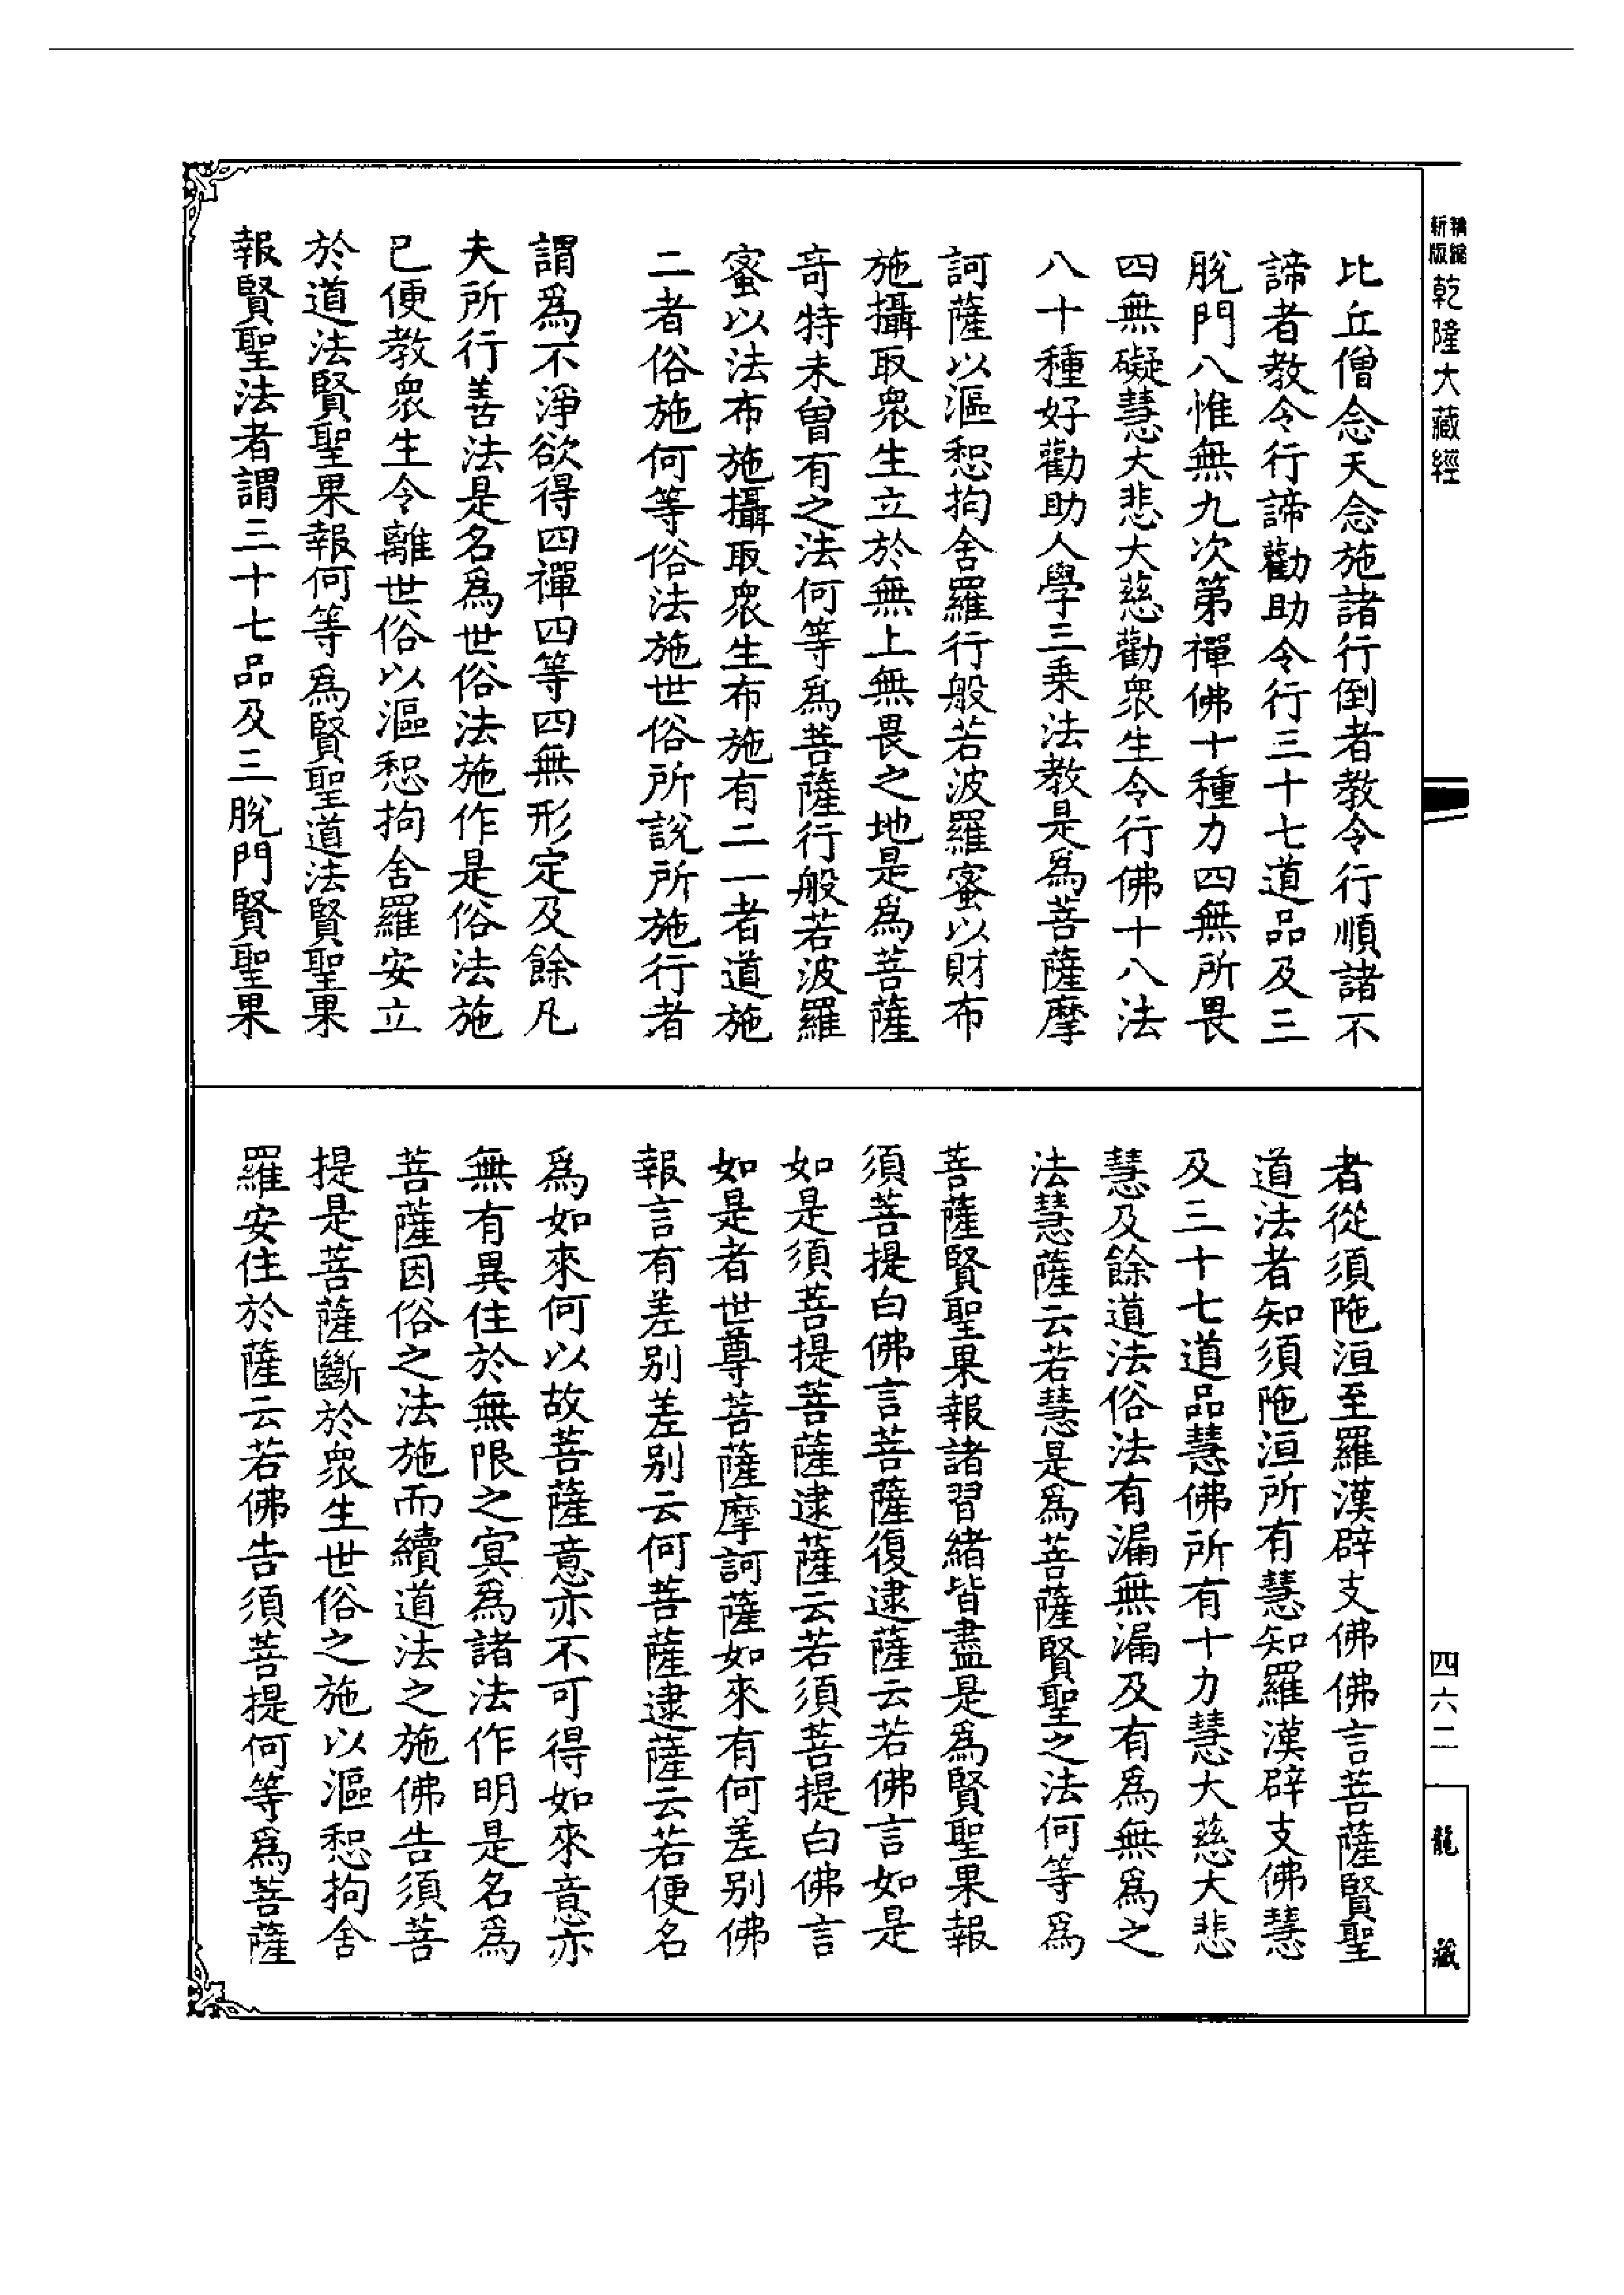 精編新版乾隆大藏經
比丘僧念天念施諸行倒者教令行順諸不
諦者教令行諦勸助令行三十七道品及三
脫門八惟無九次第禪佛十種力四無所畏
四無礙慧大悲大慈勸衆生令行佛十八法
八十種好勸助人學三乘法教是爲菩薩摩
訶薩以漚惒拘舍羅行般若波羅蜜以財布
施攝取衆生立於無上無畏之地是爲菩薩
奇特未曾有之法何等爲菩薩行般若波羅
蜜以法布施攝取衆生布施有二一者道施
二者俗施何等俗法施世俗所說所施行者
謂爲不淨欲得四禪四等四無形定及餘凡
夫所行善法是名爲世俗法施作是俗法施
已便教衆生令離世俗以漚惒拘舍羅安立
於道法賢聖果報何等爲賢聖道法賢聖果
報賢聖法者謂三十七品及三脫門賢聖果
者從須陁洹至羅漢辟支佛佛言菩薩賢聖
道法者知須陁洹所有慧知羅漢辟支佛慧
及三十七道品慧佛所有十力慧大慈大悲
慧及餘道法俗法有漏無漏及有爲無爲之
法慧薩云若慧是爲菩薩賢聖之法何等爲
菩薩賢聖果報諸習緒皆盡是爲賢聖果報
須菩提白佛言菩薩復逮薩云若佛言如是
如是須菩提菩薩逮薩云若須菩提白佛言
如是者世尊菩薩摩訶薩如來有何差別佛
報言有差別差別云何菩薩逮薩云若便名
爲如來何以故菩薩意亦不可得如來意亦
無有異住於無限之冥爲諸法作明是名爲
菩薩因俗之法施而續道法之施佛告須菩
提是菩薩斷於衆生世俗之施以漚惒拘舍
羅安住於薩云若佛告須菩提何等爲菩薩
四六二
龍藏